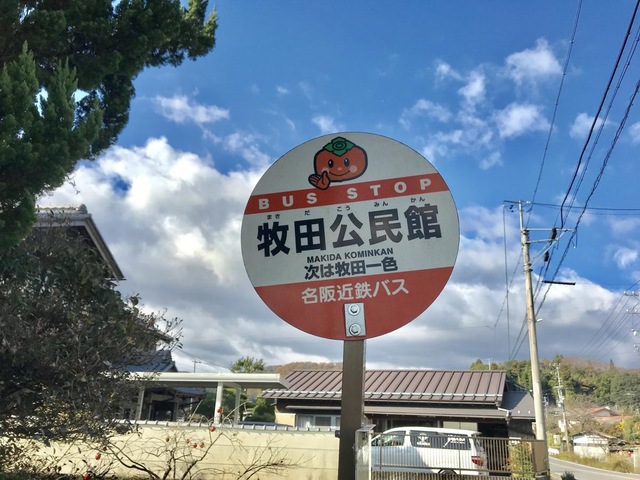 BUS STOP
まき だ こう みん かん
牧田公民館
MAKIDA KOMINKAN
次は牧田一色
名阪近鉄バス